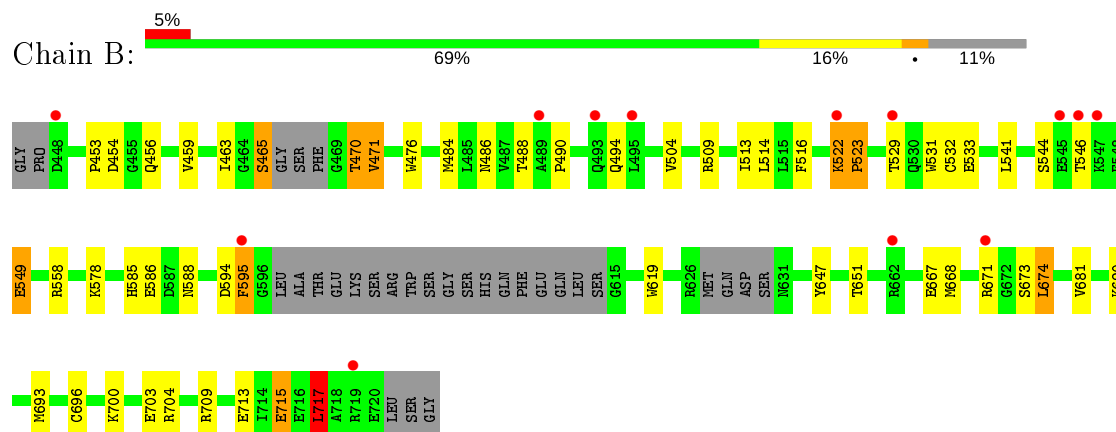 5%
Chain B:
69% 16% • 11%
GLY PRO D448 P453 D454 G455 Q456 V459 I463 G464 S465 GLY SER PHE G469 T470 V471 W476 M484 L485 N486 V487 T488 A489 P490 Q493 Q494 L495 V504 R509 I513 L514 L515 F516 K522 P523 T529 Q530 W531 C532 E533 L541 S544 E545 T546 K547
E549 R558 K578 H585 E586 D587 N588 D594 F595 G596 LEU ALA THR GLU LYS SER ARG TRP SER GLY SER HIS GLN PHE GLU GLN LEU SER G615 W619 R626 MET GLN ASP SER N631 Y647 T651 R662 E667 M668 R671 G672 S673 L674 V681
M693 C696 K700 E703 R704 R709 E713 I714 E715 E716 L717 A718 R719 E720 LEU SER GLY